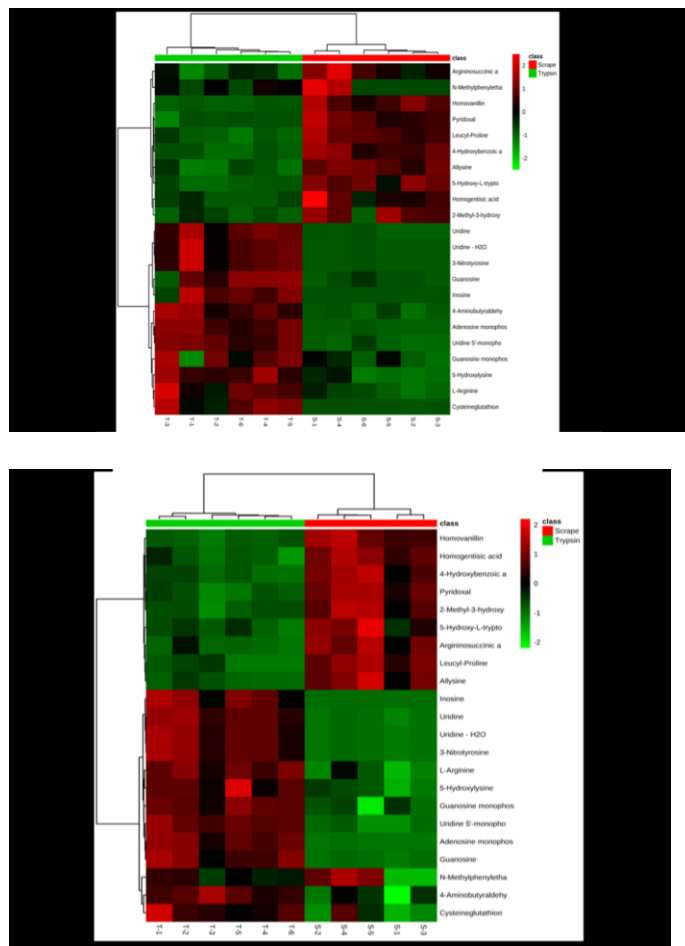 class
Argininosuccinic a
N-Methylphenyletha
Homovanillin
Pyridoxal
Leucyl-Proline
4-Hydroxybenzoic a
Allysine
5-Hydroxy-L-trypto
Homogentisic acid
2-Methyl-3-hydroxy
Uridine
Uridine - H2O
3-Nitrotyrosine
Guanosine
Inosine
4-Aminobutyraldehy
Adenosine monophos
Uridine 5'-monopho
Guanosine monophos
5-Hydroxylysine
L-Arginine
Cysteineglutathion
T-3 T-1 T-2 T-6 T-4 T-5 S-1 S-4 S-6 S-5 S-2 S-3
class
2 Scrape
Trypsin
1
0
-1
-2
class
Homovanillin
Homogentisic acid
4-Hydroxybenzoic a
Pyridoxal
2-Methyl-3-hydroxy
5-Hydroxy-L-trypto
Argininosuccinic a
Leucyl-Proline
Allysine
Inosine
Uridine
Uridine - H2O
3-Nitrotyrosine
L-Arginine
5-Hydroxylysine
Guanosine monophos
Uridine 5'-monopho
Adenosine monophos
Guanosine
N-Methylphenyletha
4-Aminobutyraldehy
Cysteineglutathion
T-1 T-2 T-3 T-5 T-4 T-6 S-2 S-4 S-5 S-1 S-3
class
2 Scrape
Trypsin
1
0
-1
-2